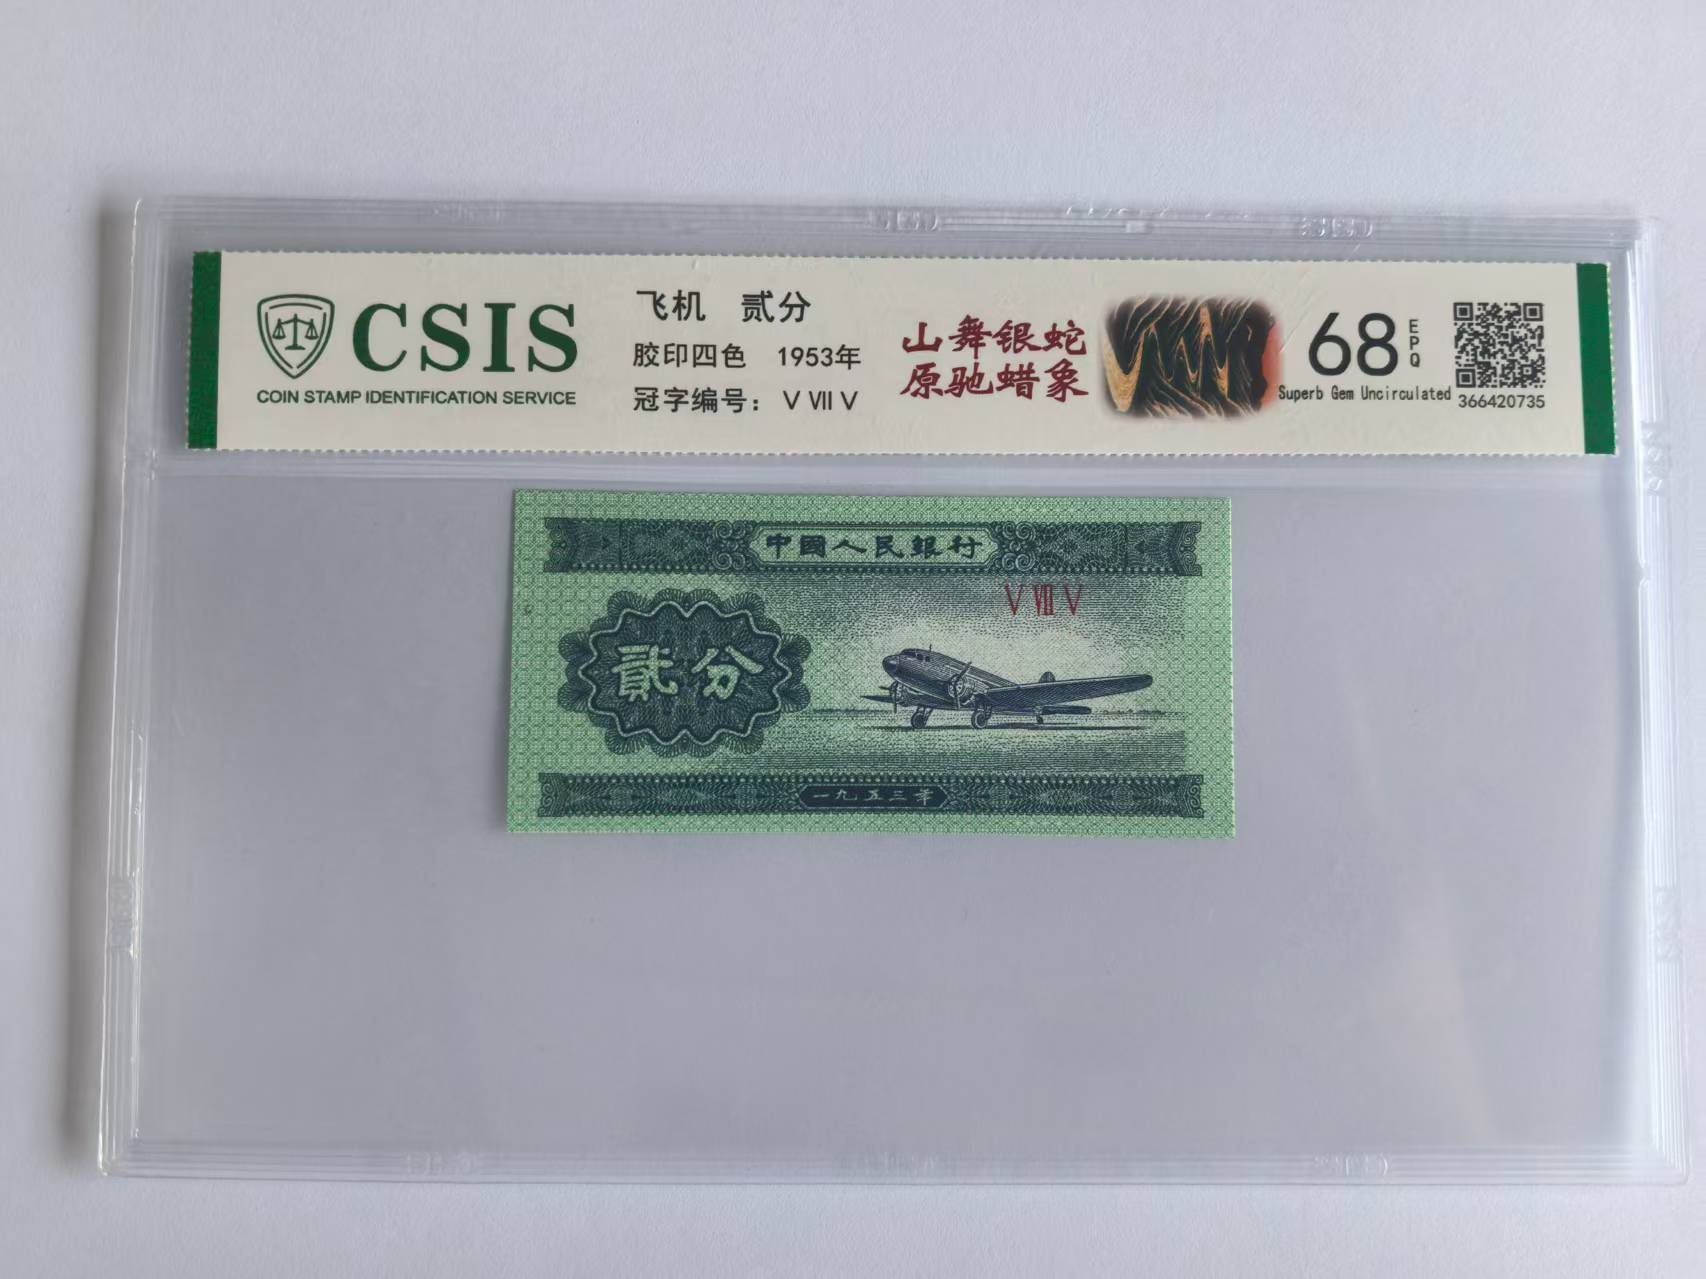 CSIS
COIN STAMP IDENTIFICATION SERVICE
飞机 贰分
胶印四色 1953年
冠字编号: V VII V
山舞银蛇
原驰蜡象
68
EPQ
Superb Gem Uncirculated
366420735
中國人民銀行
V VII V
貳分
一九五三年